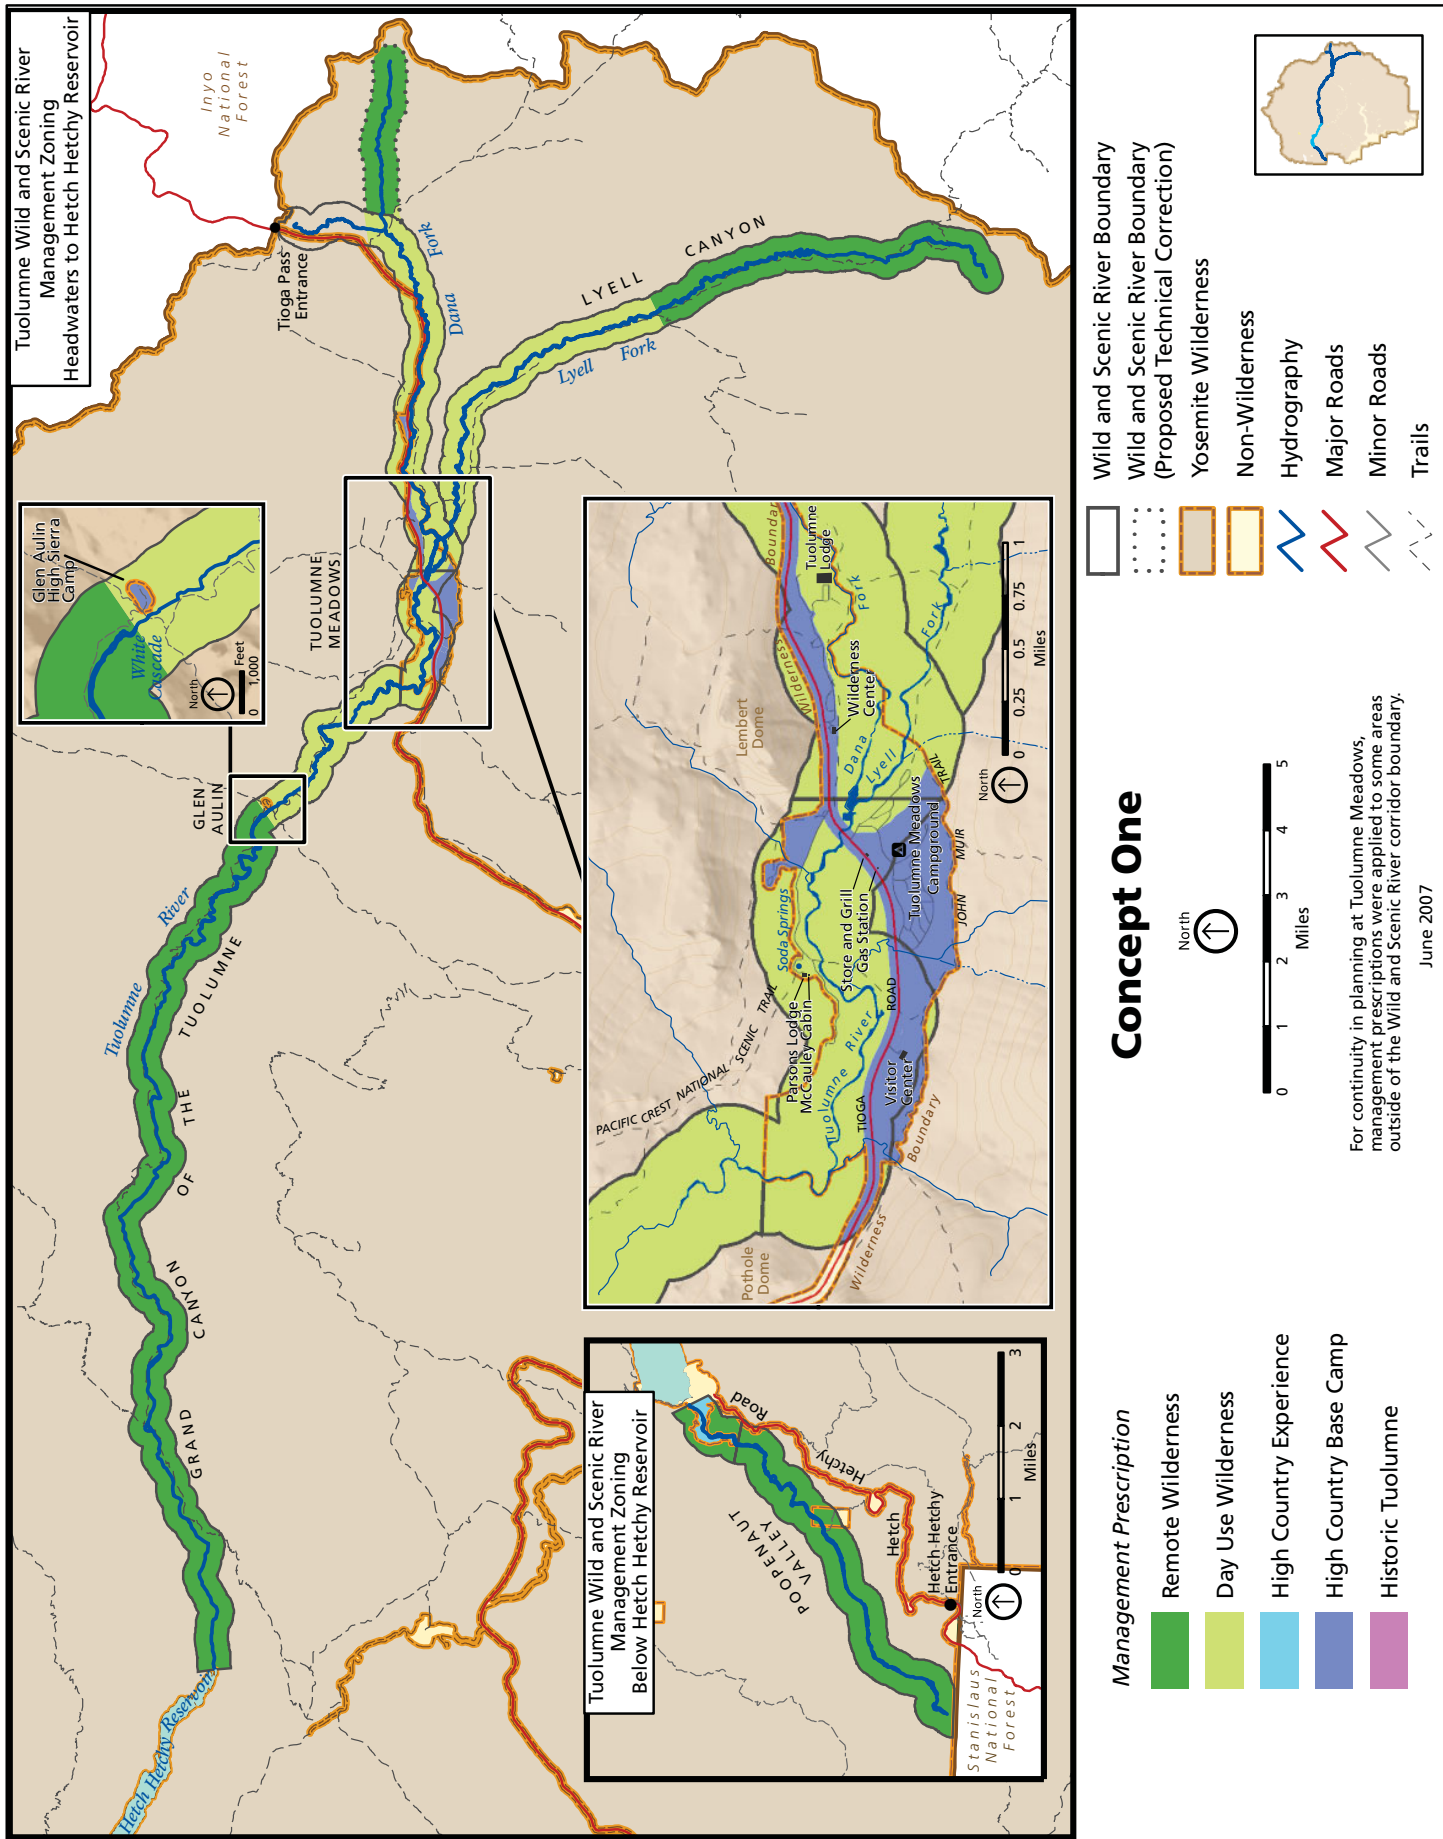 Tuolumne Wild and Scenic River
Management Zoning
Headwaters to Hetch Hetchy Reservoir
Inyo
National
Forest
Tioga Pass
Entrance
Dana
Fork
LYELL
CANYON
Lyell
Fork
TUOLUMNE
MEADOWS
GLEN
AULIN
Tuolumne
River
GRAND
CANYON
OF
THE
TUOLUMNE
Hetch Hetchy Reservoir
Glen Aulin
High Sierra
Camp
White
Cascade
North
0
1,000
Feet
Pothole
Dome
Lembert
Dome
PACIFIC CREST NATIONAL SCENIC TRAIL
Parsons Lodge
McCauley Cabin
Soda Springs
Tuolumne
River
TIOGA
ROAD
Visitor
Center
Store and Grill
Gas Station
Tuolumne Meadows
Campground
JOHN
MUIR
TRAIL
Dana
Fork
Lyell
Fork
Wilderness
Center
Tuolumne
Lodge
Wilderness
Boundary
Wilderness
Boundary
North
0
0.25
0.5
0.75
1
Miles
Tuolumne Wild and Scenic River
Management Zoning
Below Hetch Hetchy Reservoir
POOPENAUT
VALLEY
Hetch
Hetchy
Road
Hetch Hetchy
Entrance
Stanislaus
National
Forest
North
0
1
2
3
Miles
Management Prescription
Remote Wilderness
Day Use Wilderness
High Country Experience
High Country Base Camp
Historic Tuolumne
Concept One
North
0
1
2
3
4
5
Miles
For continuity in planning at Tuolumne Meadows,
management prescriptions were applied to some areas
outside of the Wild and Scenic River corridor boundary.
June 2007
Wild and Scenic River Boundary
Wild and Scenic River Boundary
(Proposed Technical Correction)
Yosemite Wilderness
Non-Wilderness
Hydrography
Major Roads
Minor Roads
Trails